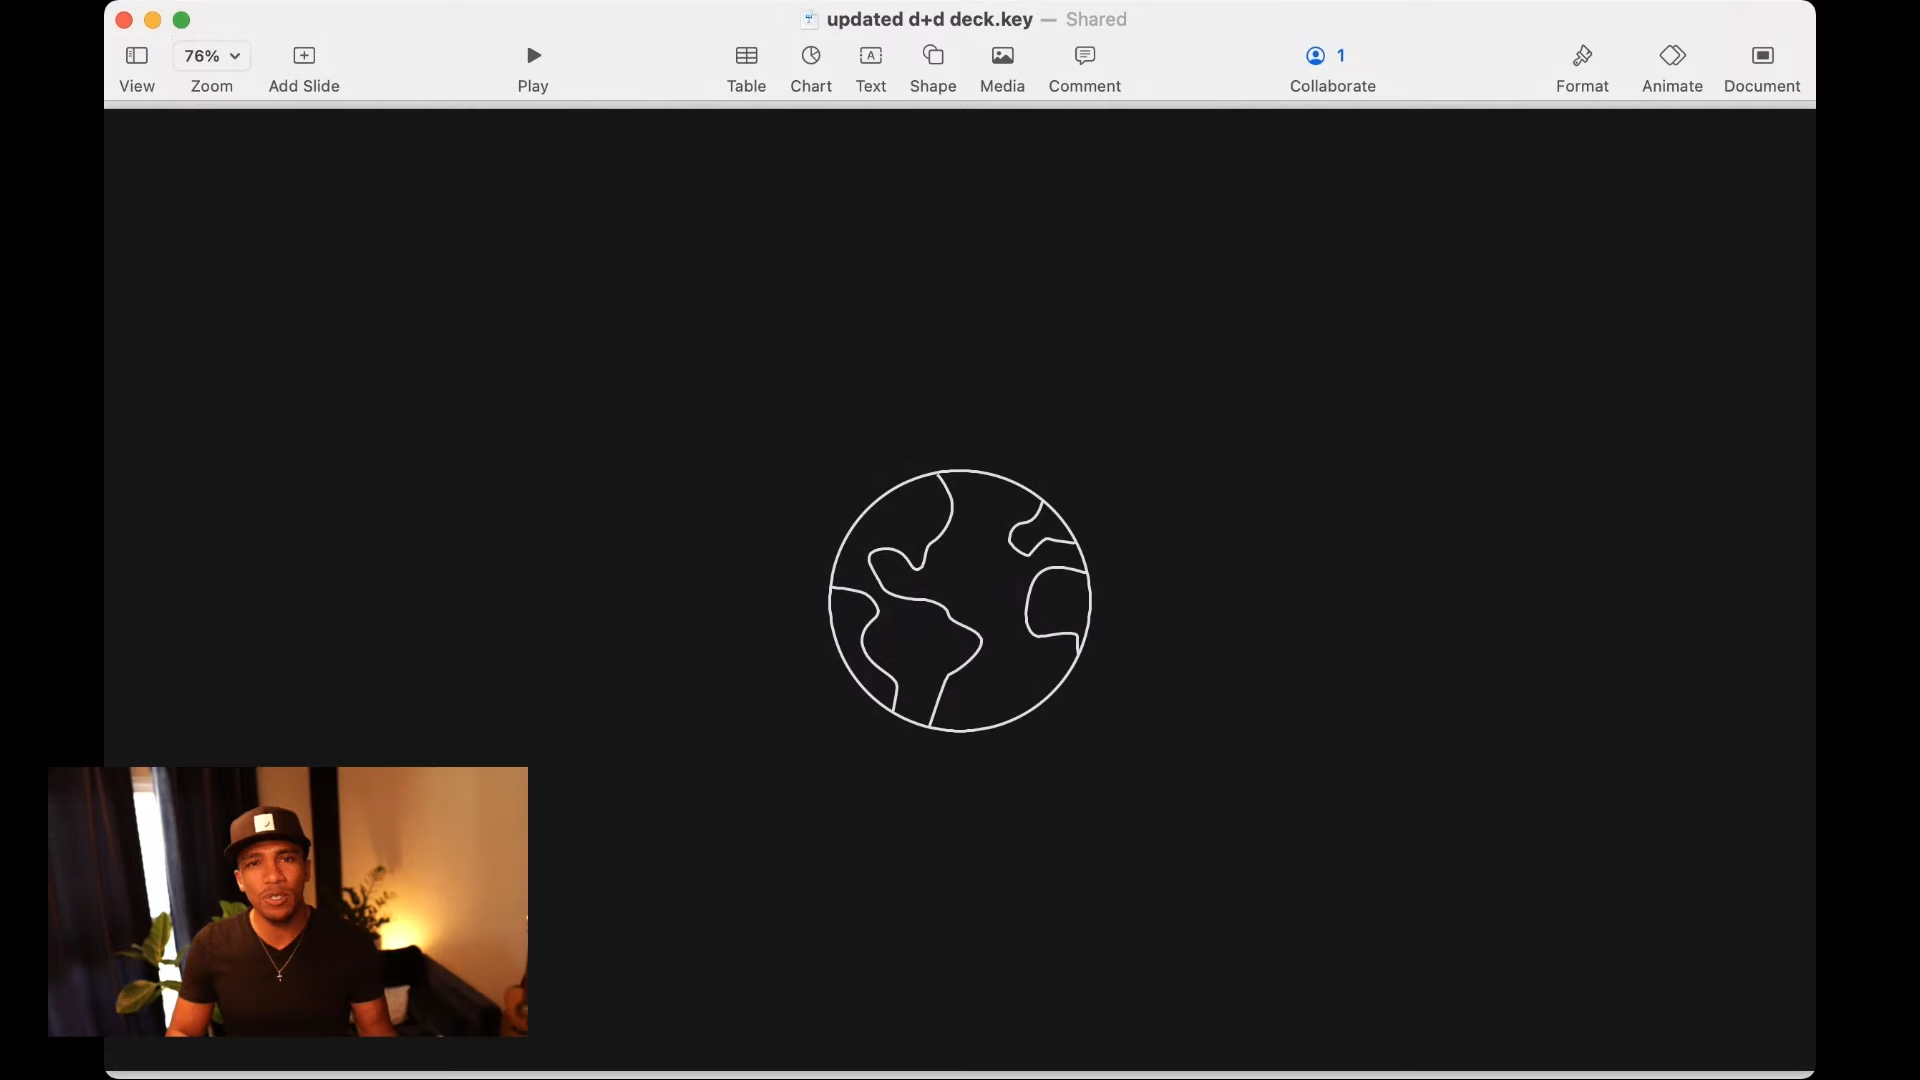 updated d+d deck.key — Shared
76%
1
View Zoom Add Slide Play Table Chart Text Shape Media Comment Collaborate Format Animate Document